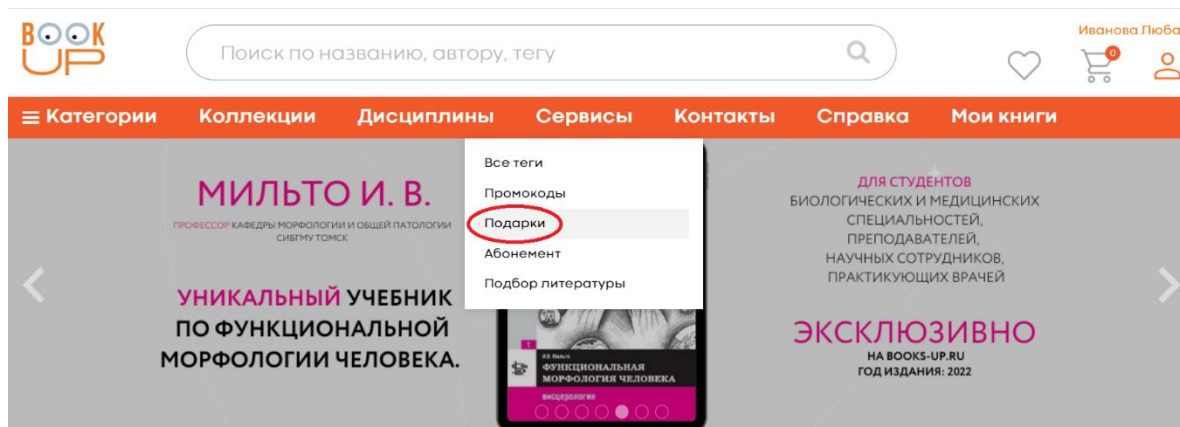 BOOK
UP
Поиск по названию, автору, тегу
Иванова Люба
0
Категории Коллекции Дисциплины Сервисы Контакты Справка Мои книги
Все теги
Промокоды
Подарки
Абонемент
Подбор литературы
МИЛЬТО И. В.
ПРОФЕССОР КАФЕДРЫ МОРФОЛОГИИ И ОБЩЕЙ ПАТОЛОГИИ
СИБГМУ ТОМСК
УНИКАЛЬНЫЙ УЧЕБНИК
ПО ФУНКЦИОНАЛЬНОЙ
МОРФОЛОГИИ ЧЕЛОВЕКА.
1
И.В. Мильто
ФУНКЦИОНАЛЬНАЯ
МОРФОЛОГИЯ ЧЕЛОВЕКА
висцерология
ДЛЯ СТУДЕНТОВ
БИОЛОГИЧЕСКИХ И МЕДИЦИНСКИХ
СПЕЦИАЛЬНОСТЕЙ,
ПРЕПОДАВАТЕЛЕЙ,
НАУЧНЫХ СОТРУДНИКОВ,
ПРАКТИКУЮЩИХ ВРАЧЕЙ
ЭКСКЛЮЗИВНО
НА BOOKS-UP.RU
ГОД ИЗДАНИЯ: 2022